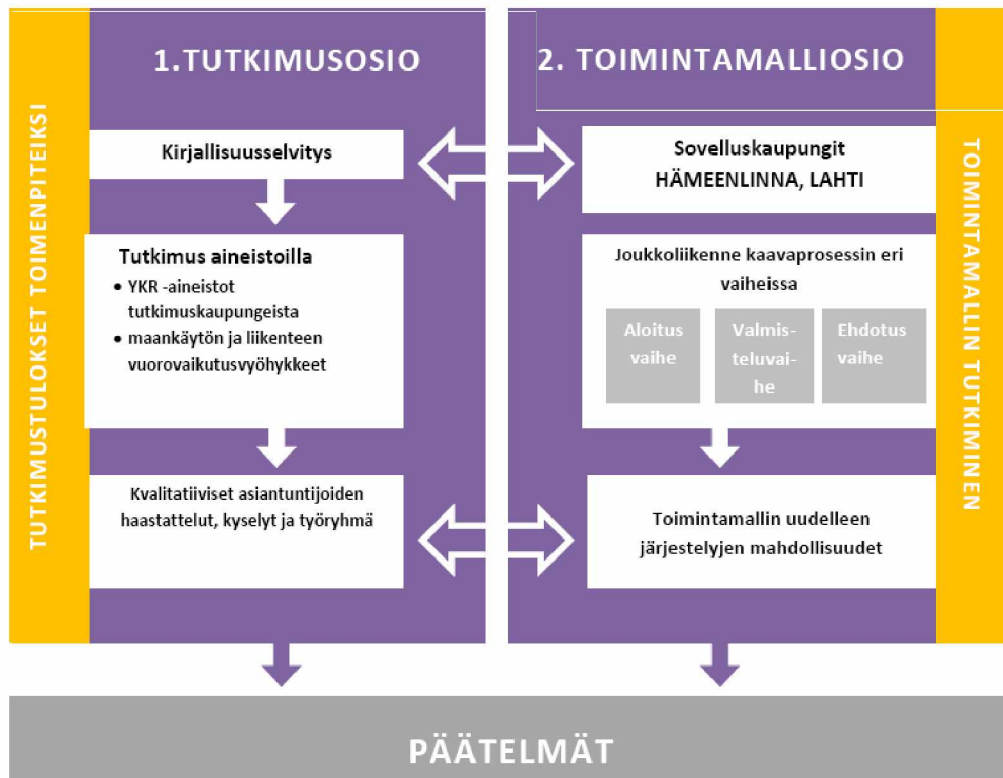 TUTKIMUSTULOKSET TOIMENPITEIKSI
1.TUTKIMUSOSIO
Kirjallisuusselvitys
Tutkimus aineistoilla
• YKR -aineistot
tutkimuskaupungeista
• maankäytön ja liikenteen
vuorovaikutusvyöhykkeet
Kvalitatiiviset asiantuntijoiden
haastattelut, kyselyt ja työryhmä
2. TOIMINTAMALLIOSIO
Sovelluskaupungit
HÄMEENLINNA, LAHTI
Joukkoliikenne kaavaprosessin eri
vaiheissa
Aloitus
vaihe
Valmis-
teluvai-
he
Ehdotus
vaihe
Toimintamallin uudelleen
järjestelyjen mahdollisuudet
TOIMINTAMALLIN TUTKIMINEN
PÄÄTELMÄT